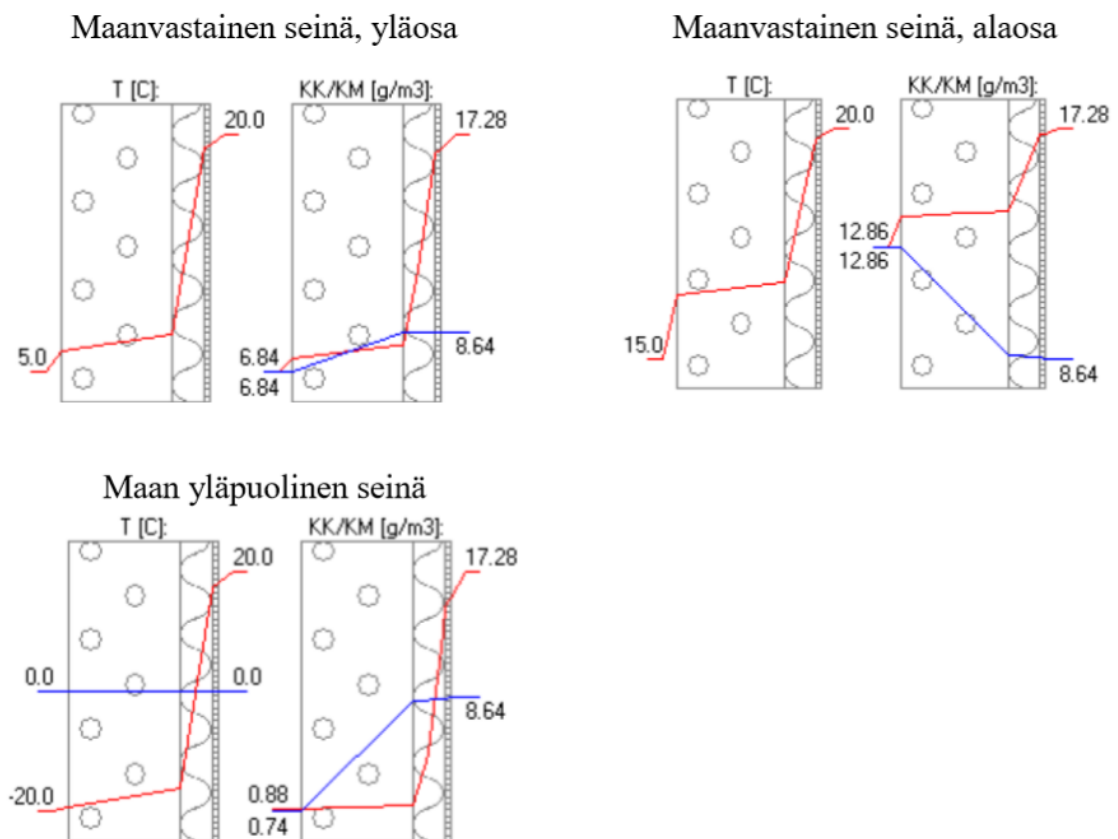 Maanvastainen seinä, yläosa
T [C]:
KK/KM [g/m3]:
20.0
17.28
5.0
6.84
6.84
8.64
Maanvastainen seinä, alaosa
T [C]:
KK/KM [g/m3]:
20.0
17.28
12.86
12.86
15.0
8.64
Maan yläpuolinen seinä
T [C]:
KK/KM [g/m3]:
20.0
17.28
0.0
0.0
8.64
-20.0
0.88
0.74